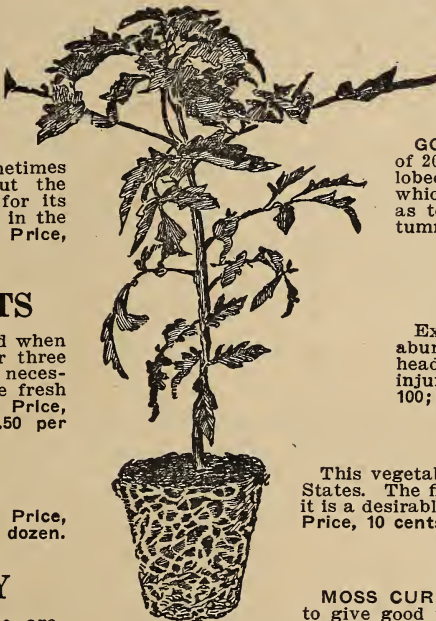 metimes
ut the
for its
in the
Price,
TS
d when
r three
neces-
e fresh
Price,
.50 per
Price,
dozen.
Y
GO
of 20
lobed
which
as to
tumn
Ex
abun
head
injur
100;
This vegetab
States. The f
it is a desirabl
Price, 10 cents
MOSS CUR
to give good